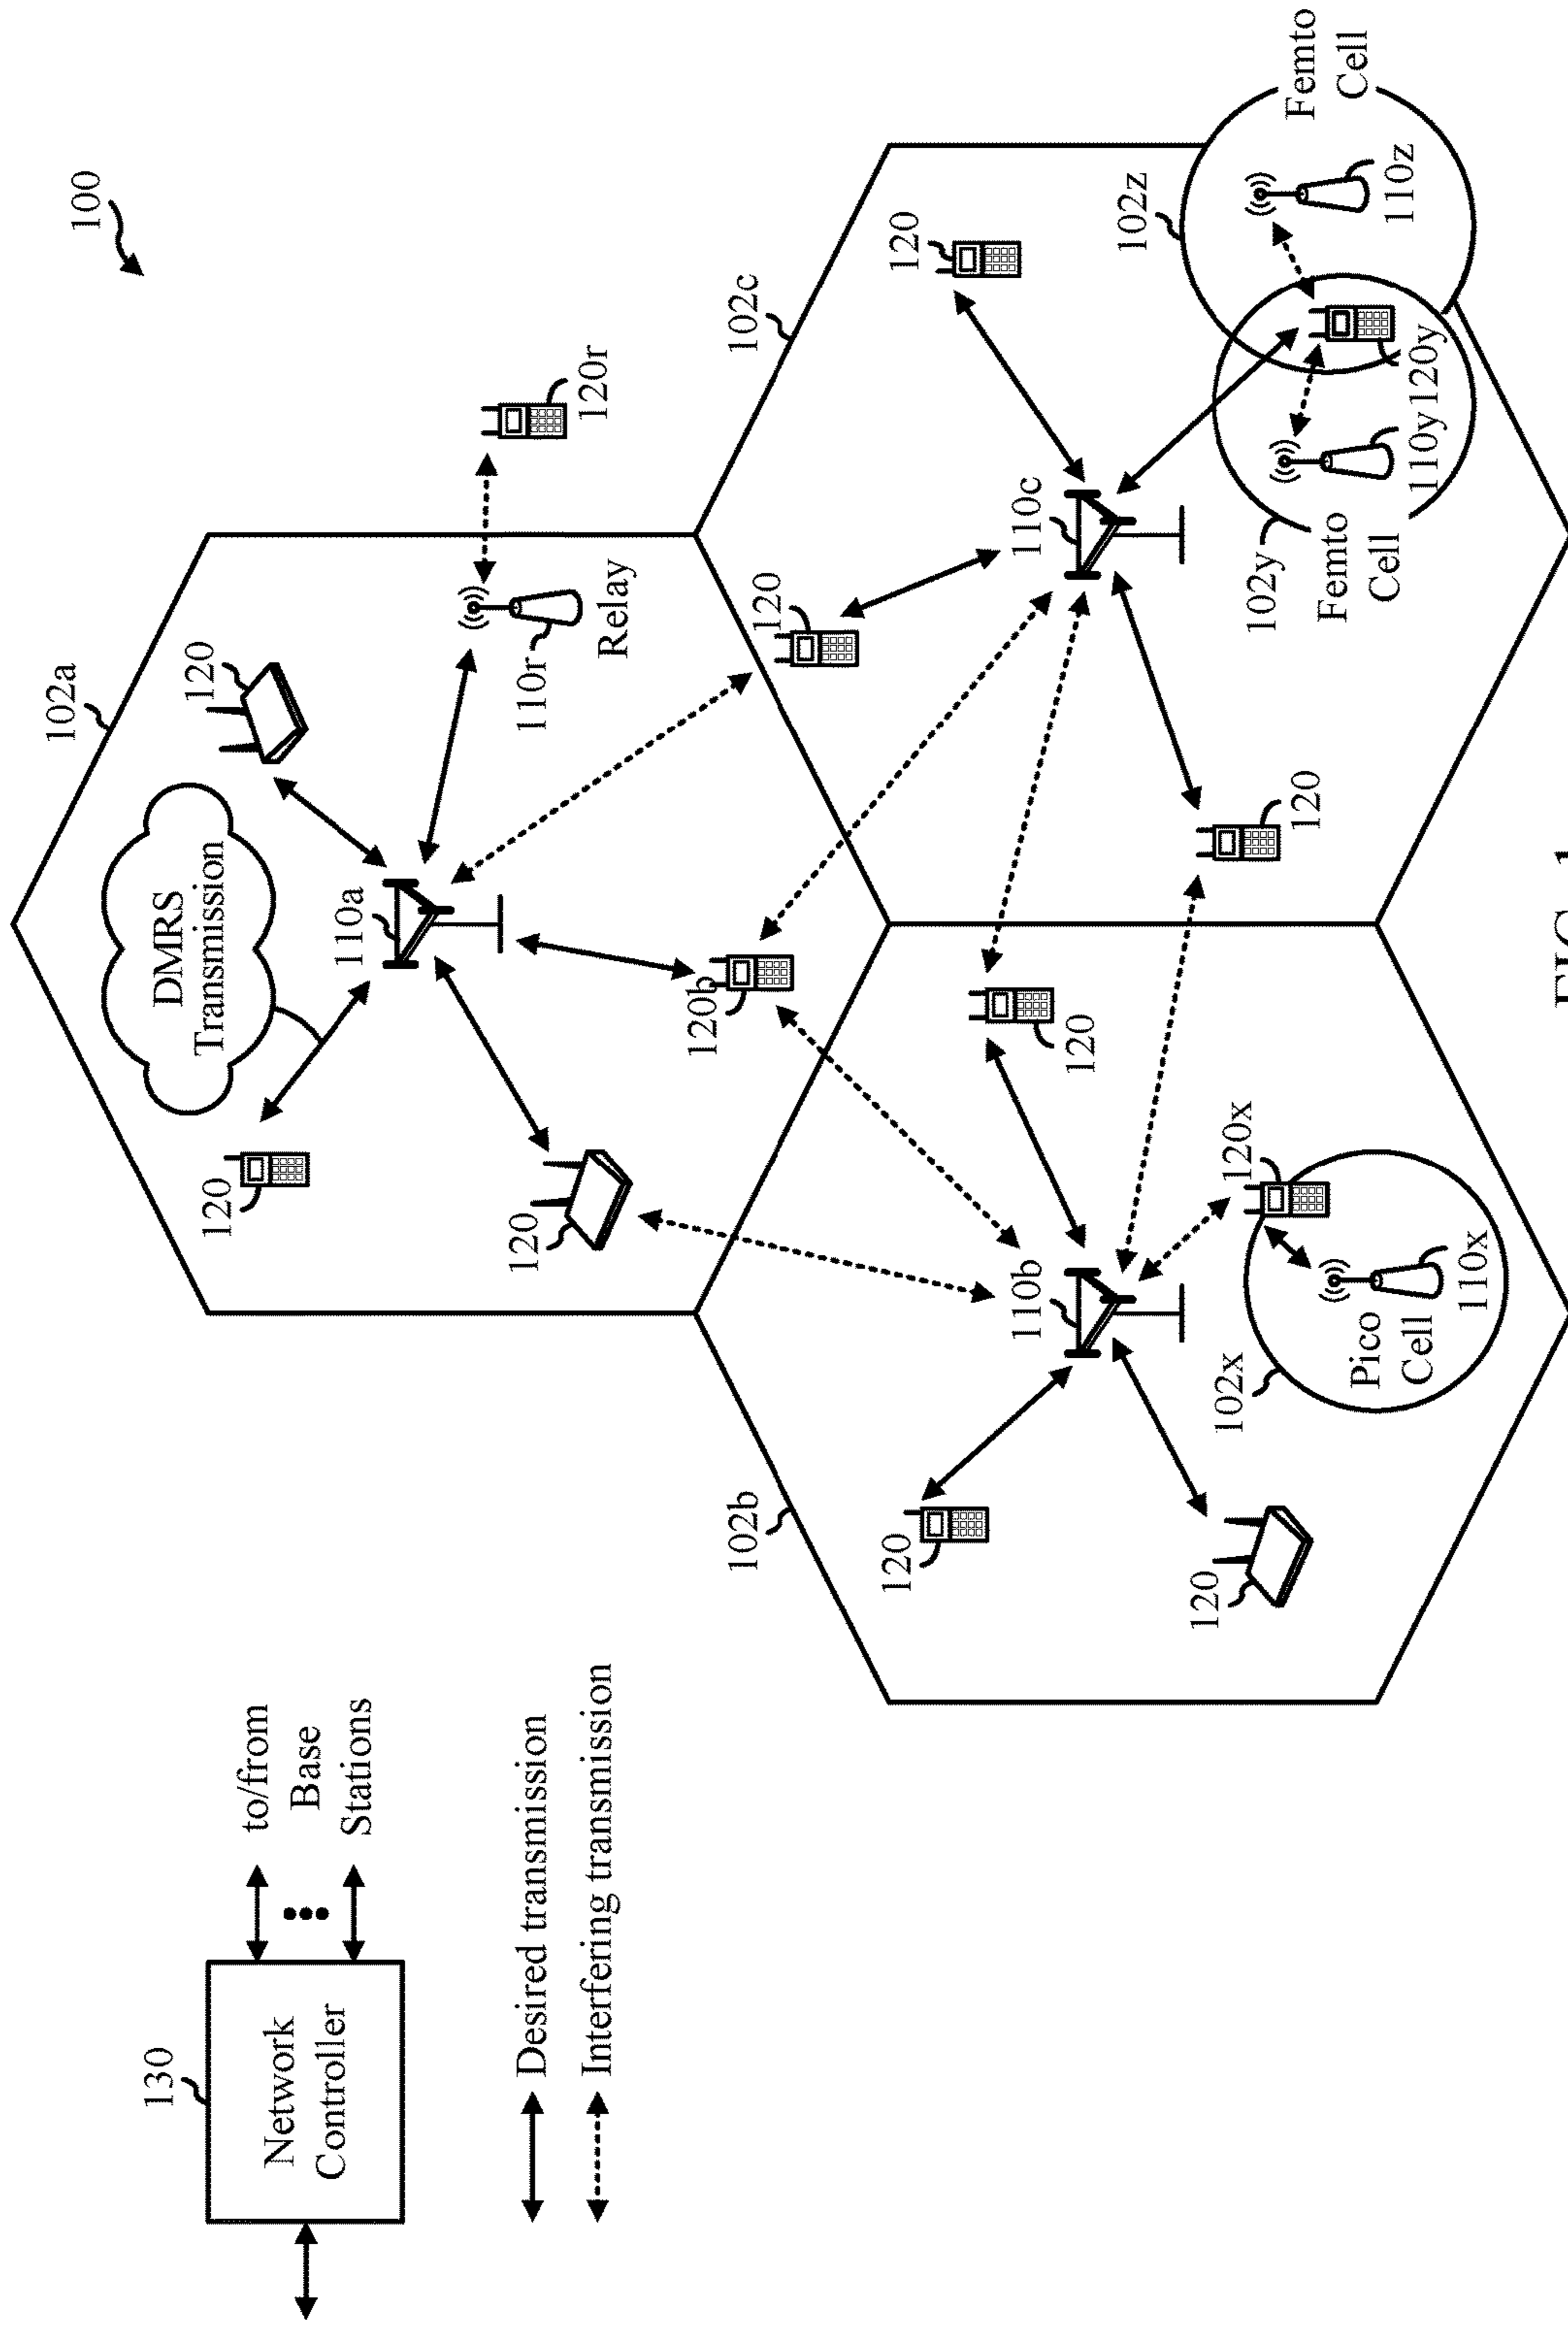 100
130
Network
Controller
to/from
Base
Stations
Desired transmission
Interfering transmission
102a
DMRS
Transmission
120
120
110a
120
110r
Relay
120r
120b
102b
120
120
110b
120
120x
102x
Pico
Cell
110x
102c
120
110c
120
120
102z
Femto
Cell
110z
102y
Femto
Cell
110y
120y